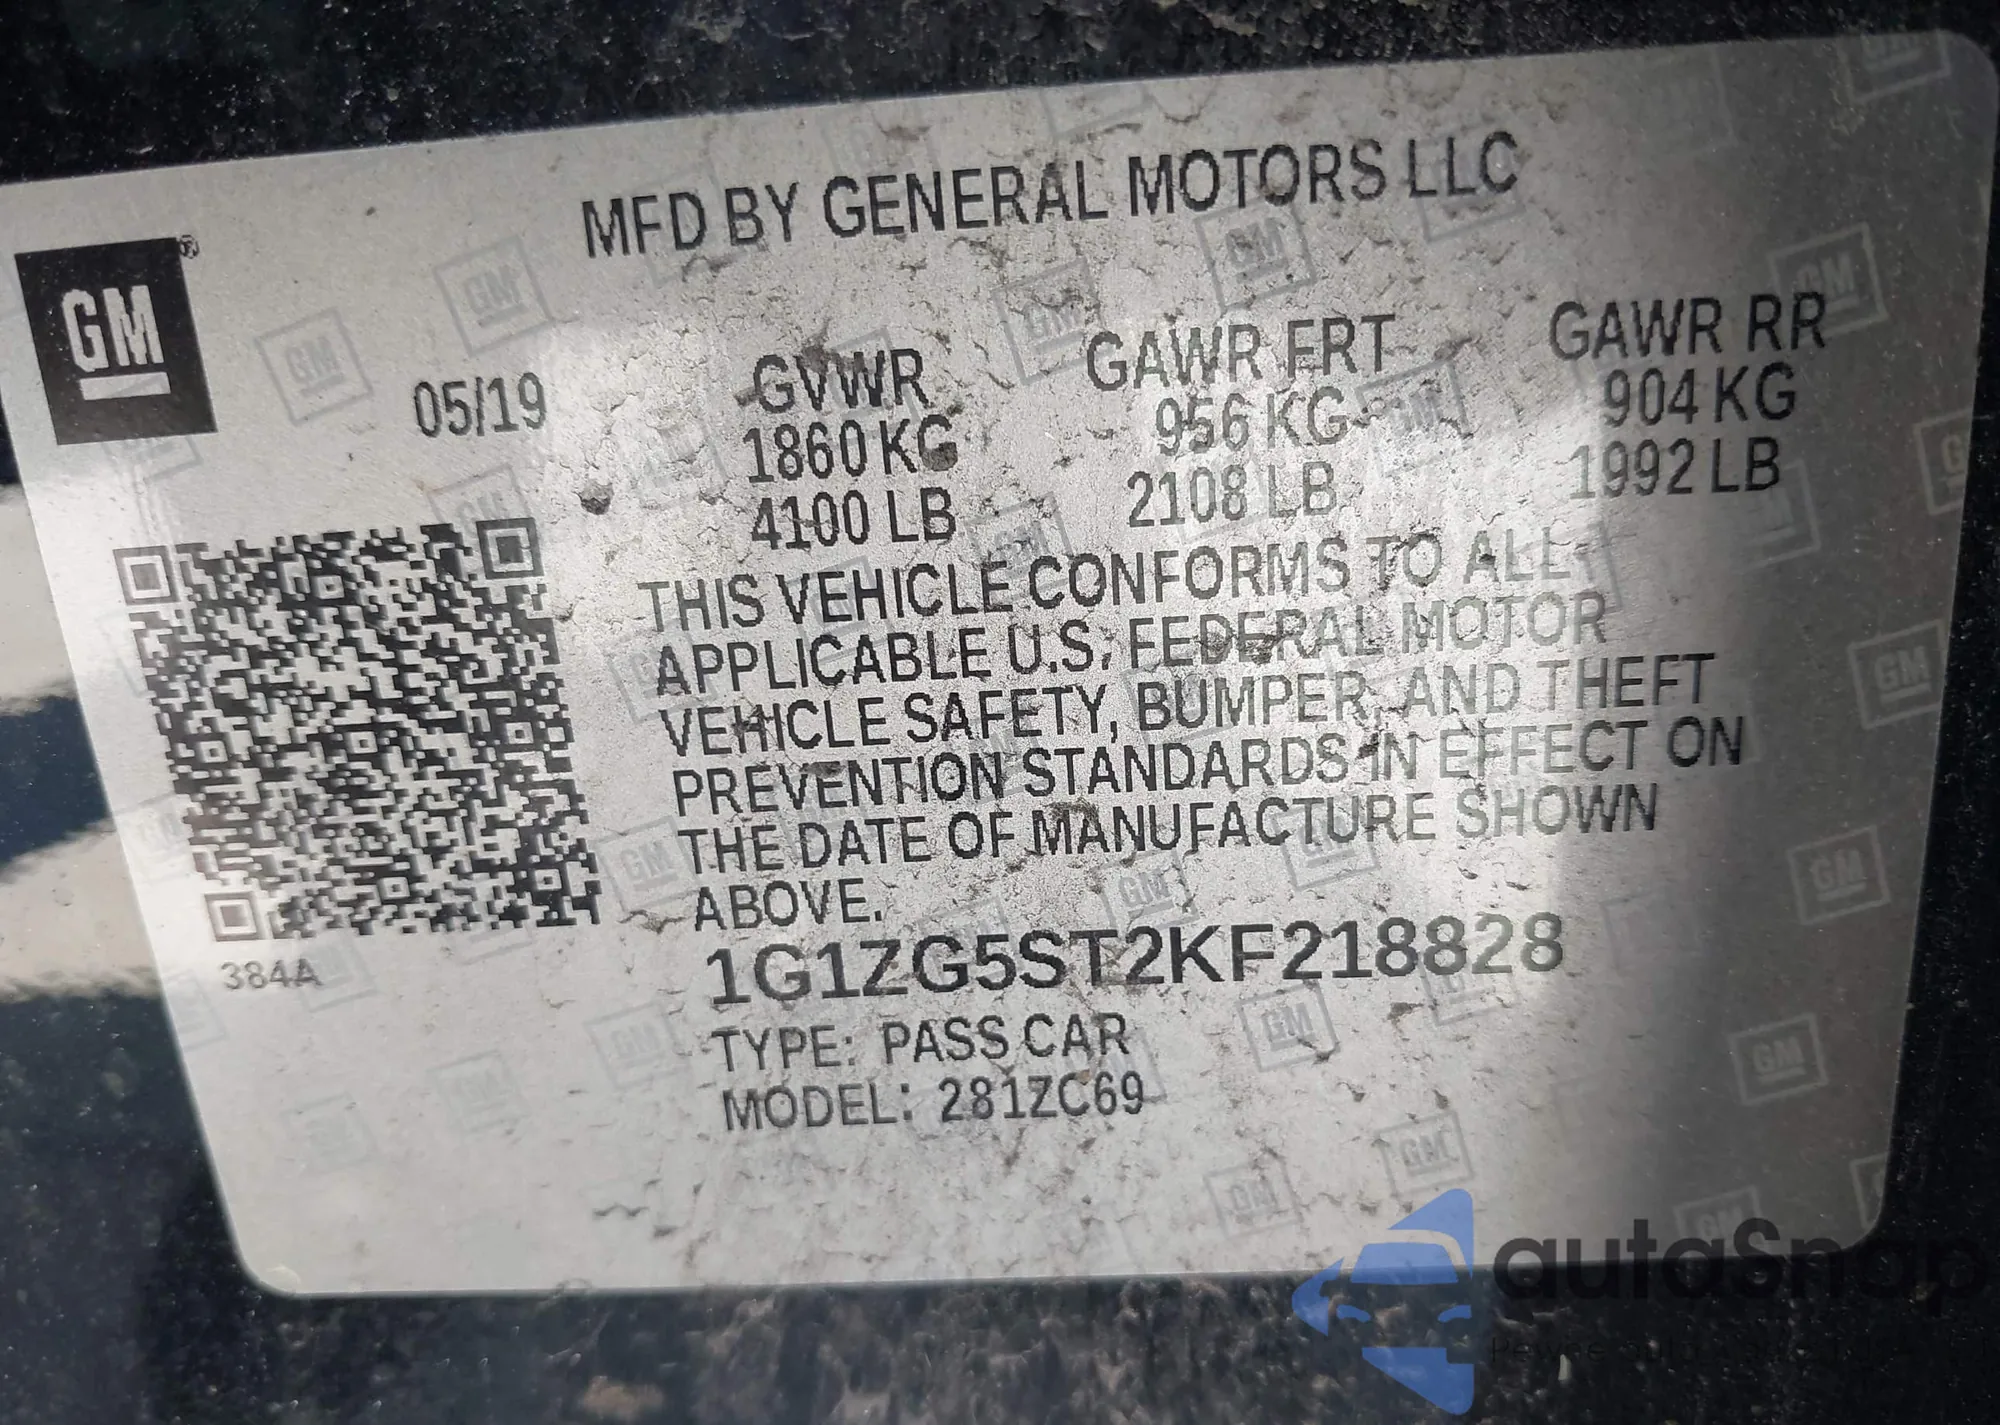 MFD BY GENERAL MOTORS LLC
GM®
05/19
GVWR GAWR FRT GAWR RR
1860 KG 956 KG 904 KG
4100 LB 2108 LB 1992 LB
THIS VEHICLE CONFORMS TO ALL
APPLICABLE U.S. FEDERAL MOTOR
VEHICLE SAFETY, BUMPER, AND THEFT
PREVENTION STANDARDS IN EFFECT ON
THE DATE OF MANUFACTURE SHOWN
ABOVE.
384A
1G1ZG5ST2KF218828
TYPE: PASS CAR
MODEL: 281ZC69
autaSnap